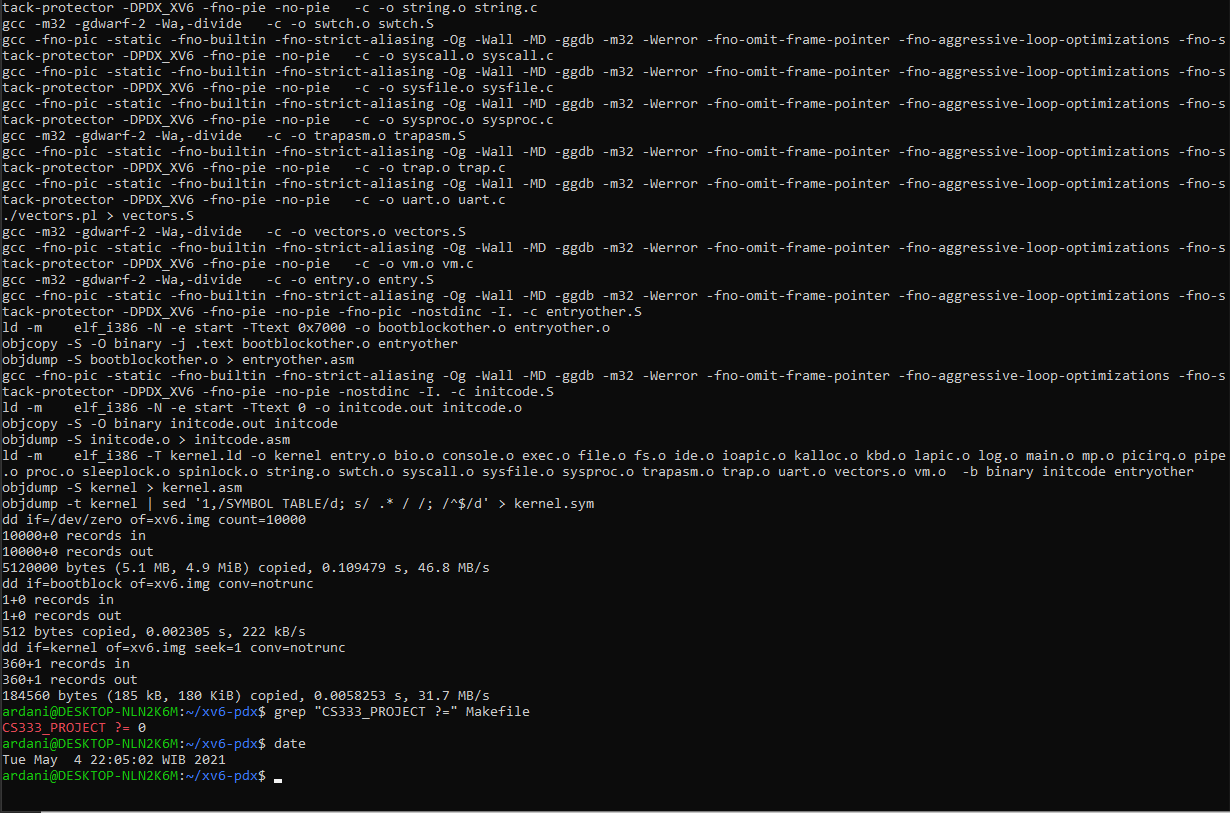 tack-protector -DPDX_XV6 -fno-pie -no-pie   -c -o string.o string.c
gcc -m32 -gdwarf-2 -Wa,-divide   -c -o swtch.o swtch.S
gcc -fno-pic -static -fno-builtin -fno-strict-aliasing -Og -Wall -MD -ggdb -m32 -Werror -fno-omit-frame-pointer -fno-aggressive-loop-optimizations -fno-s
tack-protector -DPDX_XV6 -fno-pie -no-pie   -c -o syscall.o syscall.c
gcc -fno-pic -static -fno-builtin -fno-strict-aliasing -Og -Wall -MD -ggdb -m32 -Werror -fno-omit-frame-pointer -fno-aggressive-loop-optimizations -fno-s
tack-protector -DPDX_XV6 -fno-pie -no-pie   -c -o sysfile.o sysfile.c
gcc -fno-pic -static -fno-builtin -fno-strict-aliasing -Og -Wall -MD -ggdb -m32 -Werror -fno-omit-frame-pointer -fno-aggressive-loop-optimizations -fno-s
tack-protector -DPDX_XV6 -fno-pie -no-pie   -c -o sysproc.o sysproc.c
gcc -m32 -gdwarf-2 -Wa,-divide   -c -o trapasm.o trapasm.S
gcc -fno-pic -static -fno-builtin -fno-strict-aliasing -Og -Wall -MD -ggdb -m32 -Werror -fno-omit-frame-pointer -fno-aggressive-loop-optimizations -fno-s
tack-protector -DPDX_XV6 -fno-pie -no-pie   -c -o trap.o trap.c
gcc -fno-pic -static -fno-builtin -fno-strict-aliasing -Og -Wall -MD -ggdb -m32 -Werror -fno-omit-frame-pointer -fno-aggressive-loop-optimizations -fno-s
tack-protector -DPDX_XV6 -fno-pie -no-pie   -c -o uart.o uart.c
./vectors.pl > vectors.S
gcc -m32 -gdwarf-2 -Wa,-divide   -c -o vectors.o vectors.S
gcc -fno-pic -static -fno-builtin -fno-strict-aliasing -Og -Wall -MD -ggdb -m32 -Werror -fno-omit-frame-pointer -fno-aggressive-loop-optimizations -fno-s
tack-protector -DPDX_XV6 -fno-pie -no-pie   -c -o vm.o vm.c
gcc -m32 -gdwarf-2 -Wa,-divide   -c -o entry.o entry.S
gcc -fno-pic -static -fno-builtin -fno-strict-aliasing -Og -Wall -MD -ggdb -m32 -Werror -fno-omit-frame-pointer -fno-aggressive-loop-optimizations -fno-s
tack-protector -DPDX_XV6 -fno-pie -no-pie -fno-pic -nostdinc -I. -c entryother.S
ld -m    elf_i386 -N -e start -Ttext 0x7000 -o bootblockother.o entryother.o
objcopy -S -O binary -j .text bootblockother.o entryother
objdump -S bootblockother.o > entryother.asm
gcc -fno-pic -static -fno-builtin -fno-strict-aliasing -Og -Wall -MD -ggdb -m32 -Werror -fno-omit-frame-pointer -fno-aggressive-loop-optimizations -fno-s
tack-protector -DPDX_XV6 -fno-pie -no-pie -nostdinc -I. -c initcode.S
ld -m    elf_i386 -N -e start -Ttext 0 -o initcode.out initcode.o
objcopy -S -O binary initcode.out initcode
objdump -S initcode.o > initcode.asm
ld -m    elf_i386 -T kernel.ld -o kernel entry.o bio.o console.o exec.o file.o fs.o ide.o ioapic.o kalloc.o kbd.o lapic.o log.o main.o mp.o picirq.o pipe
.o proc.o sleeplock.o spinlock.o string.o swtch.o syscall.o sysfile.o sysproc.o trapasm.o trap.o uart.o vectors.o vm.o  -b binary initcode entryother
objdump -S kernel > kernel.asm
objdump -t kernel | sed '1,/SYMBOL TABLE/d; s/ .* / /; /^$/d' > kernel.sym
dd if=/dev/zero of=xv6.img count=10000
10000+0 records in
10000+0 records out
5120000 bytes (5.1 MB, 4.9 MiB) copied, 0.109479 s, 46.8 MB/s
dd if=bootblock of=xv6.img conv=notrunc
1+0 records in
1+0 records out
512 bytes copied, 0.002305 s, 222 kB/s
dd if=kernel of=xv6.img seek=1 conv=notrunc
360+1 records in
360+1 records out
184560 bytes (185 kB, 180 KiB) copied, 0.0058253 s, 31.7 MB/s
ardani@DESKTOP-NLN2K6M:~/xv6-pdx$ grep "CS333_PROJECT ?=" Makefile
CS333_PROJECT ?= 0
ardani@DESKTOP-NLN2K6M:~/xv6-pdx$ date
Tue May  4 22:05:02 WIB 2021
ardani@DESKTOP-NLN2K6M:~/xv6-pdx$